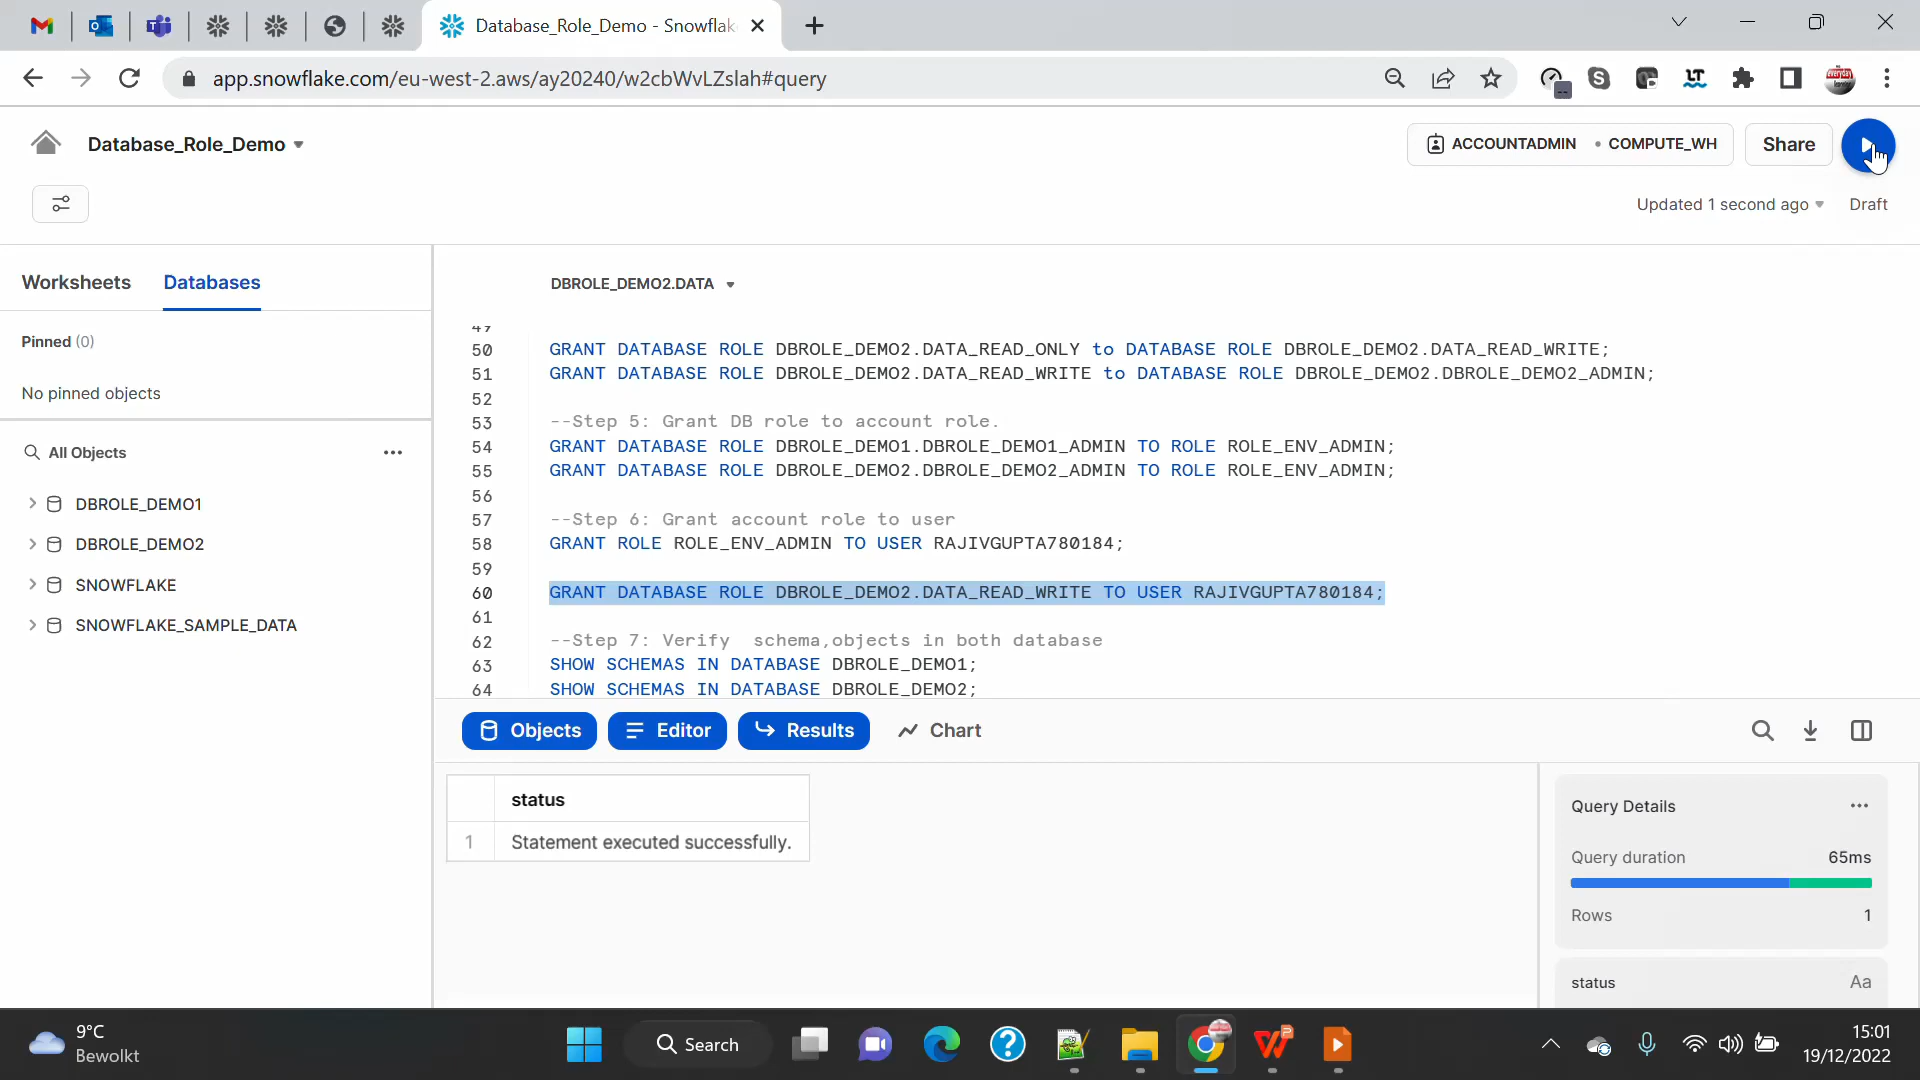 Database_Role_Demo - Snowflak
app.snowflake.com/eu-west-2.aws/ay20240/w2cbWvLZslah#query
Database_Role_Demo
ACCOUNTADMIN • COMPUTE_WH
Share
Updated 1 second ago
Draft
Worksheets
Databases
DBROLE_DEMO2.DATA
Pinned (0)
No pinned objects
All Objects
DBROLE_DEMO1
DBROLE_DEMO2
SNOWFLAKE
SNOWFLAKE_SAMPLE_DATA
49
50 GRANT DATABASE ROLE DBROLE_DEMO2.DATA_READ_ONLY to DATABASE ROLE DBROLE_DEMO2.DATA_READ_WRITE;
51 GRANT DATABASE ROLE DBROLE_DEMO2.DATA_READ_WRITE to DATABASE ROLE DBROLE_DEMO2.DBROLE_DEMO2_ADMIN;
52
53 --Step 5: Grant DB role to account role.
54 GRANT DATABASE ROLE DBROLE_DEMO1.DBROLE_DEMO1_ADMIN TO ROLE ROLE_ENV_ADMIN;
55 GRANT DATABASE ROLE DBROLE_DEMO2.DBROLE_DEMO2_ADMIN TO ROLE ROLE_ENV_ADMIN;
56
57 --Step 6: Grant account role to user
58 GRANT ROLE ROLE_ENV_ADMIN TO USER RAJIVGUPTA780184;
59
60 GRANT DATABASE ROLE DBROLE_DEMO2.DATA_READ_WRITE TO USER RAJIVGUPTA780184;
61
62 --Step 7: Verify  schema,objects in both database
63 SHOW SCHEMAS IN DATABASE DBROLE_DEMO1;
64 SHOW SCHEMAS IN DATABASE DBROLE_DEMO2;
Objects
Editor
Results
Chart
status
1 Statement executed successfully.
Query Details
Query duration 65ms
Rows 1
status Aa
9°C
Bewolkt
Search
15:01
19/12/2022